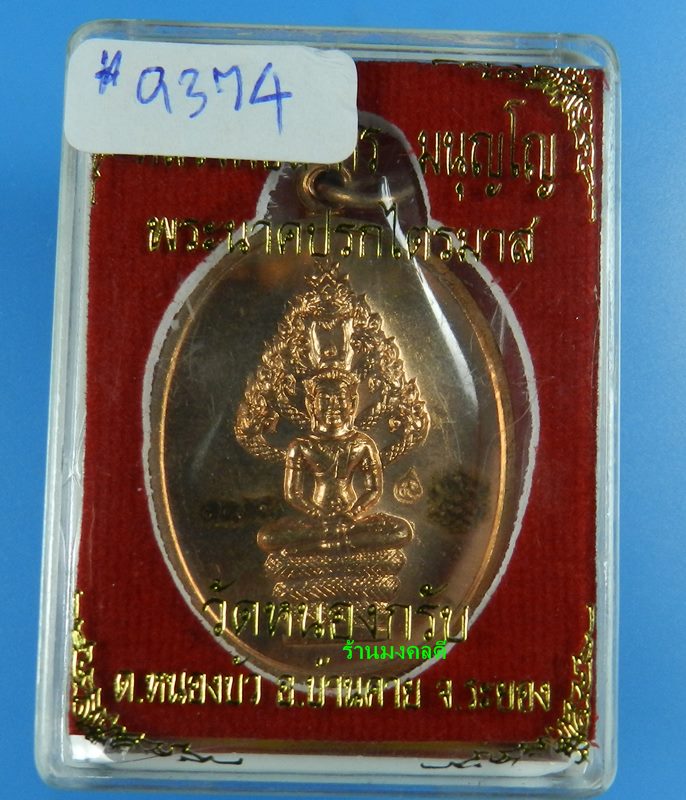 #9374
มนุญโญ
พระนาคปรกไตรมาส
วัดหนองกรับ
ร้านมงคลดี
ต.หนองบัว อ.บ้านค่าย จ.ระยอง